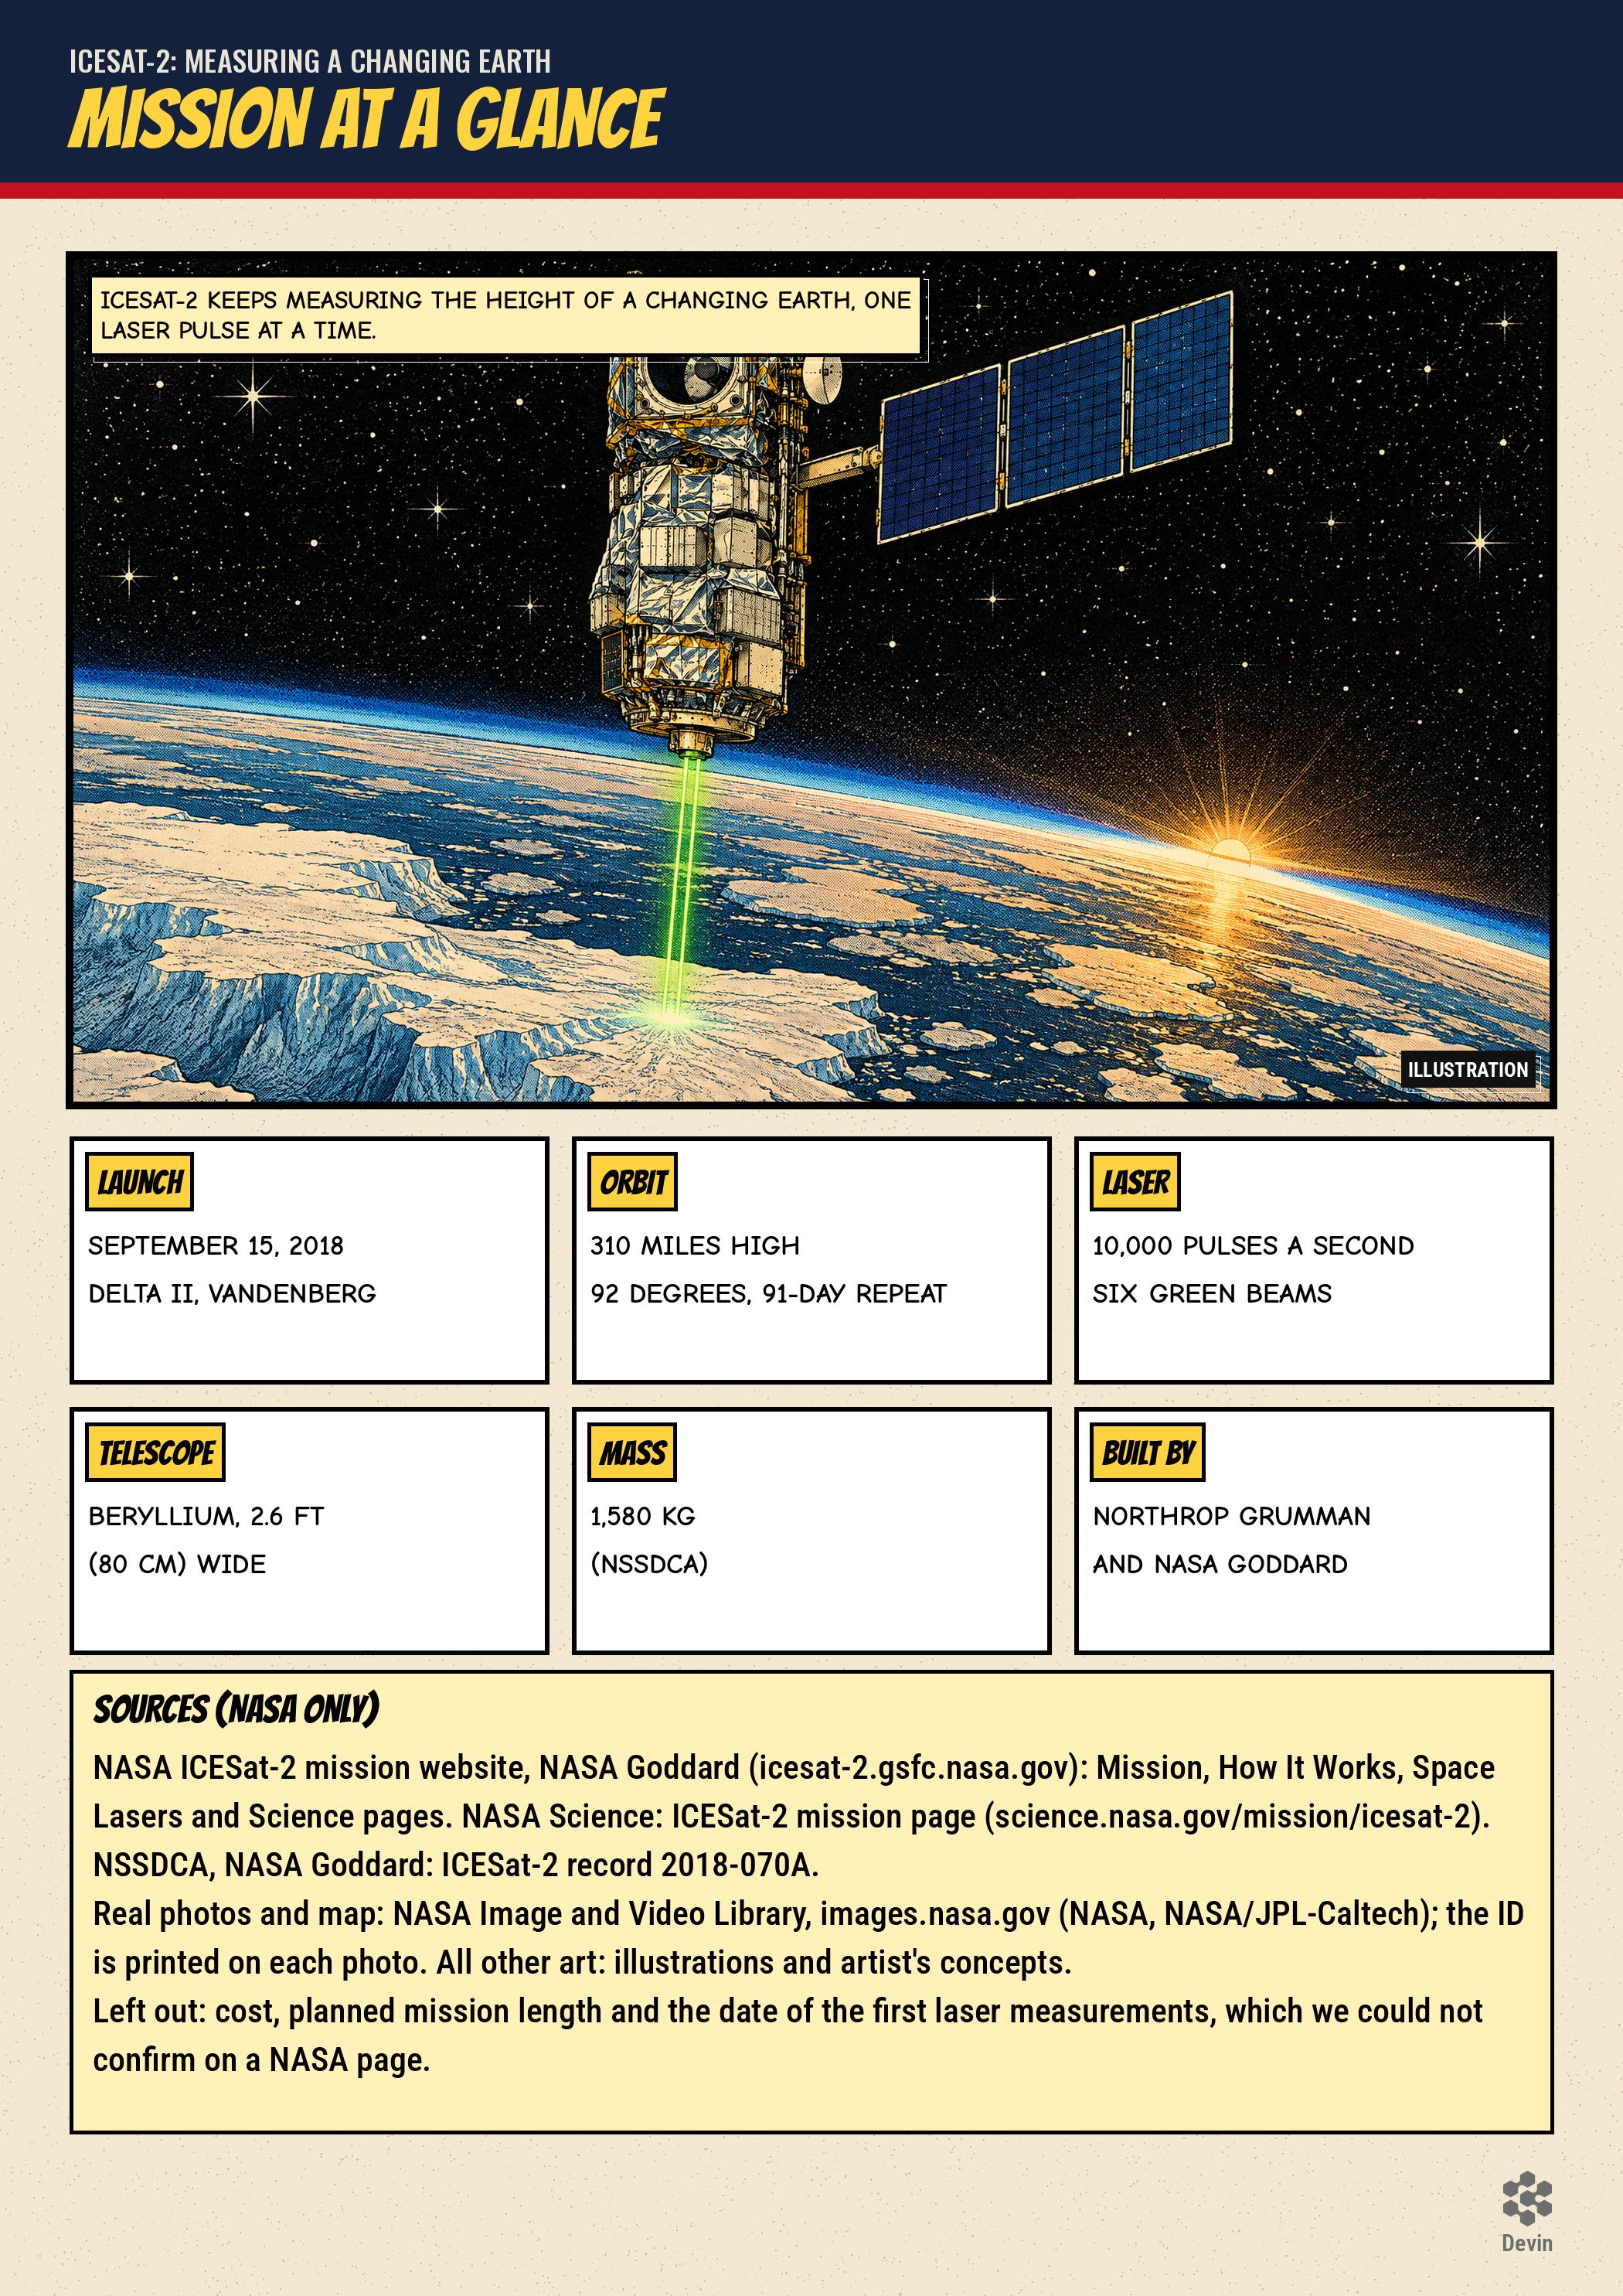 ICESAT-2: MEASURING A CHANGING EARTH
MISSION AT A GLANCE
ICESAT-2 KEEPS MEASURING THE HEIGHT OF A CHANGING EARTH, ONE
LASER PULSE AT A TIME.
ILLUSTRATION
LAUNCH
SEPTEMBER 15, 2018
DELTA II, VANDENBERG
ORBIT
310 MILES HIGH
92 DEGREES, 91-DAY REPEAT
LASER
10,000 PULSES A SECOND
SIX GREEN BEAMS
TELESCOPE
BERYLLIUM, 2.6 FT
(80 CM) WIDE
MASS
1,580 KG
(NSSDCA)
BUILT BY
NORTHROP GRUMMAN
AND NASA GODDARD
SOURCES (NASA ONLY)
NASA ICESat-2 mission website, NASA Goddard (icesat-2.gsfc.nasa.gov): Mission, How It Works, Space
Lasers and Science pages. NASA Science: ICESat-2 mission page (science.nasa.gov/mission/icesat-2).
NSSDCA, NASA Goddard: ICESat-2 record 2018-070A.
Real photos and map: NASA Image and Video Library, images.nasa.gov (NASA, NASA/JPL-Caltech); the ID
is printed on each photo. All other art: illustrations and artist's concepts.
Left out: cost, planned mission length and the date of the first laser measurements, which we could not
confirm on a NASA page.
Devin